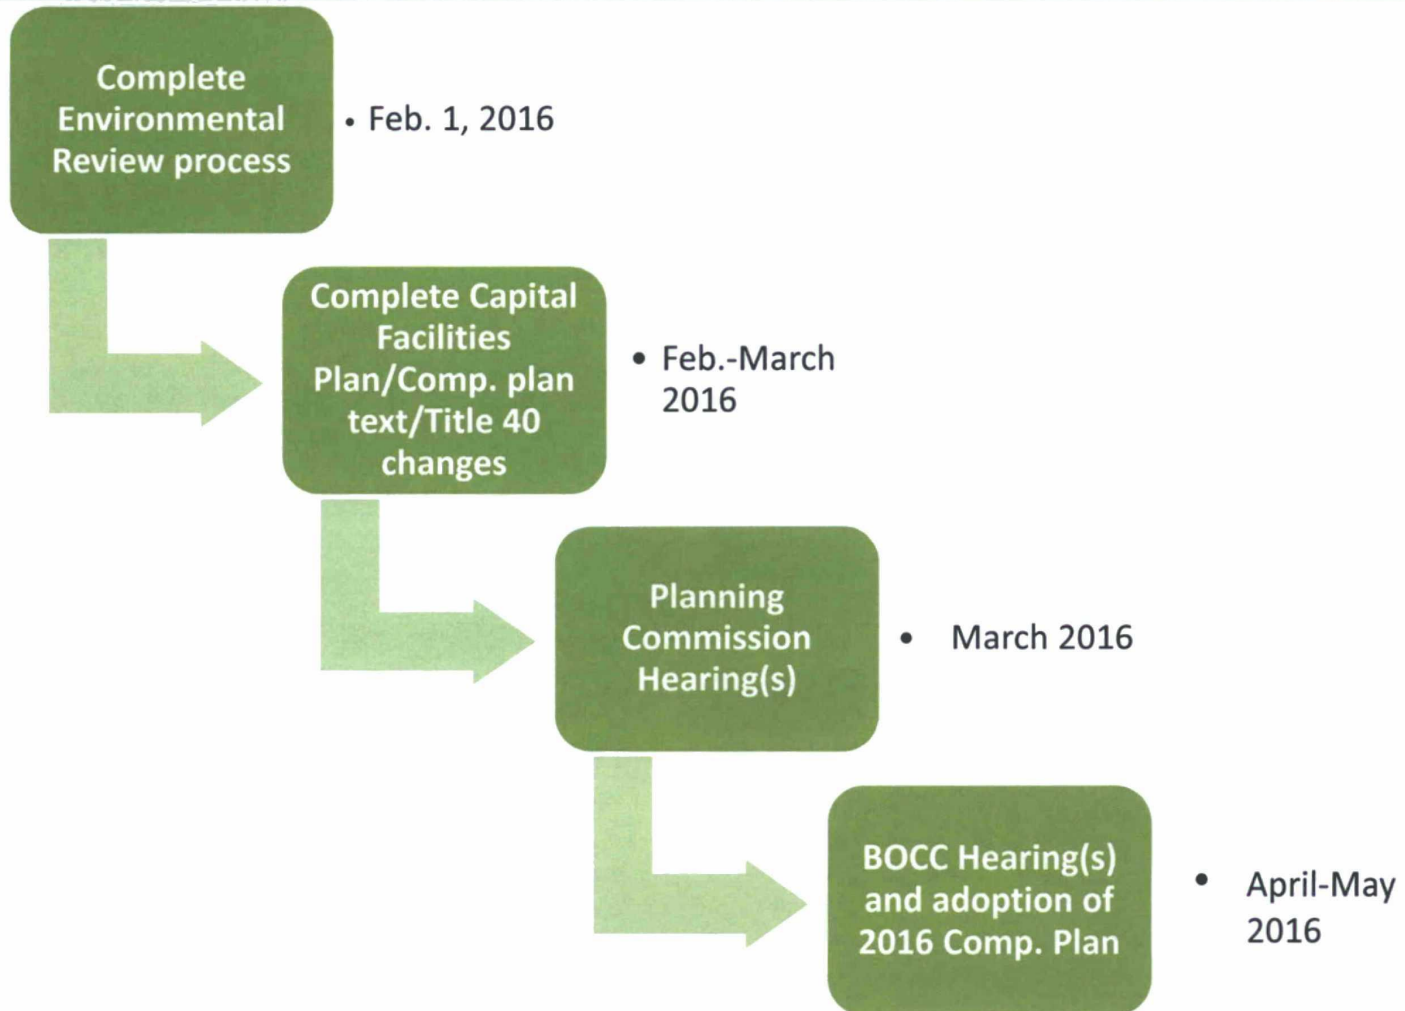 Complete
Environmental
Review process
• Feb. 1, 2016
Complete Capital
Facilities
Plan/Comp. plan
text/Title 40
changes
• Feb.-March
2016
Planning
Commission
Hearing(s)
• March 2016
BOCC Hearing(s)
and adoption of
2016 Comp. Plan
• April-May
2016